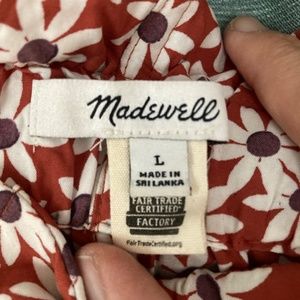 Madewell
L
MADE IN
SRI LANKA
FAIR TRADE
CERTIFIED
FACTORY
FairTradeCertified.org